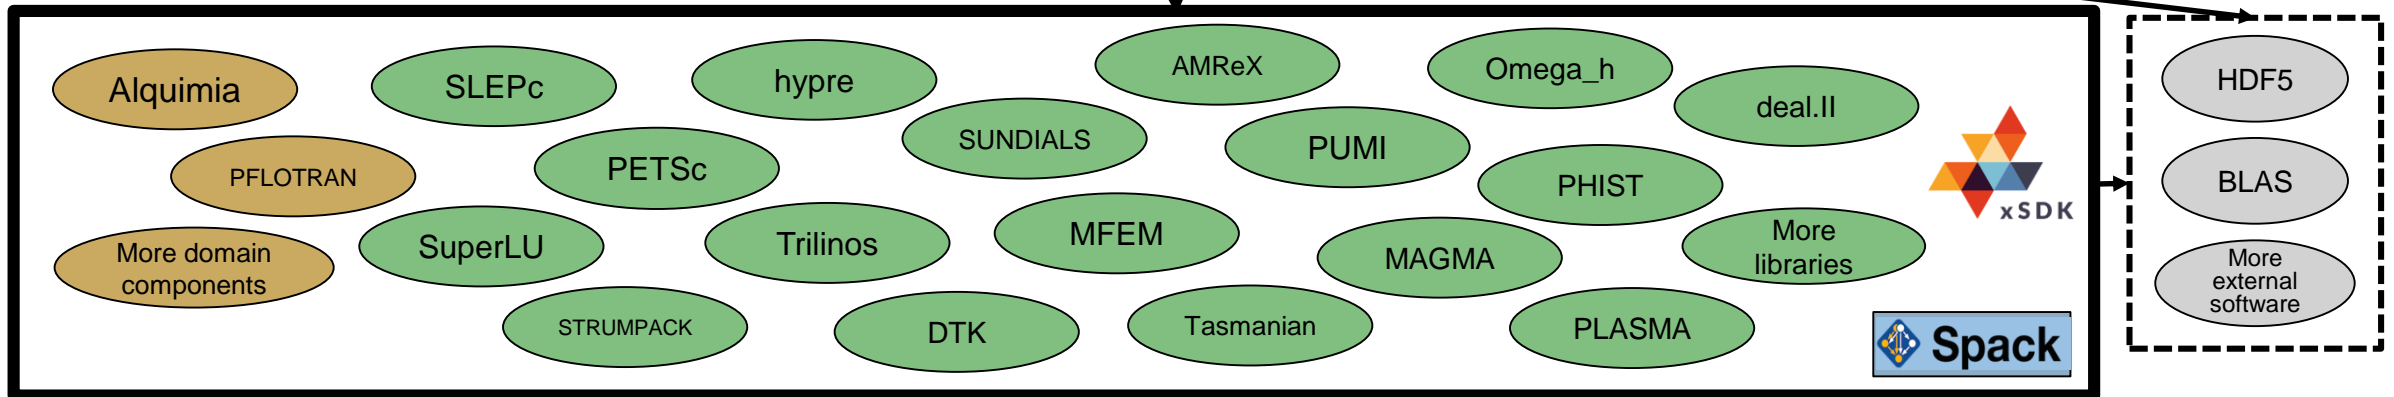 Alquimia
SLEPc
hypre
AMReX
Omega_h
deal.II
HDF5
PFLOTRAN
PETSc
SUNDIALS
PUMI
PHIST
xSDK
BLAS
More domain
components
SuperLU
Trilinos
MFEM
MAGMA
More
libraries
More
external
software
STRUMPACK
DTK
Tasmanian
PLASMA
Spack